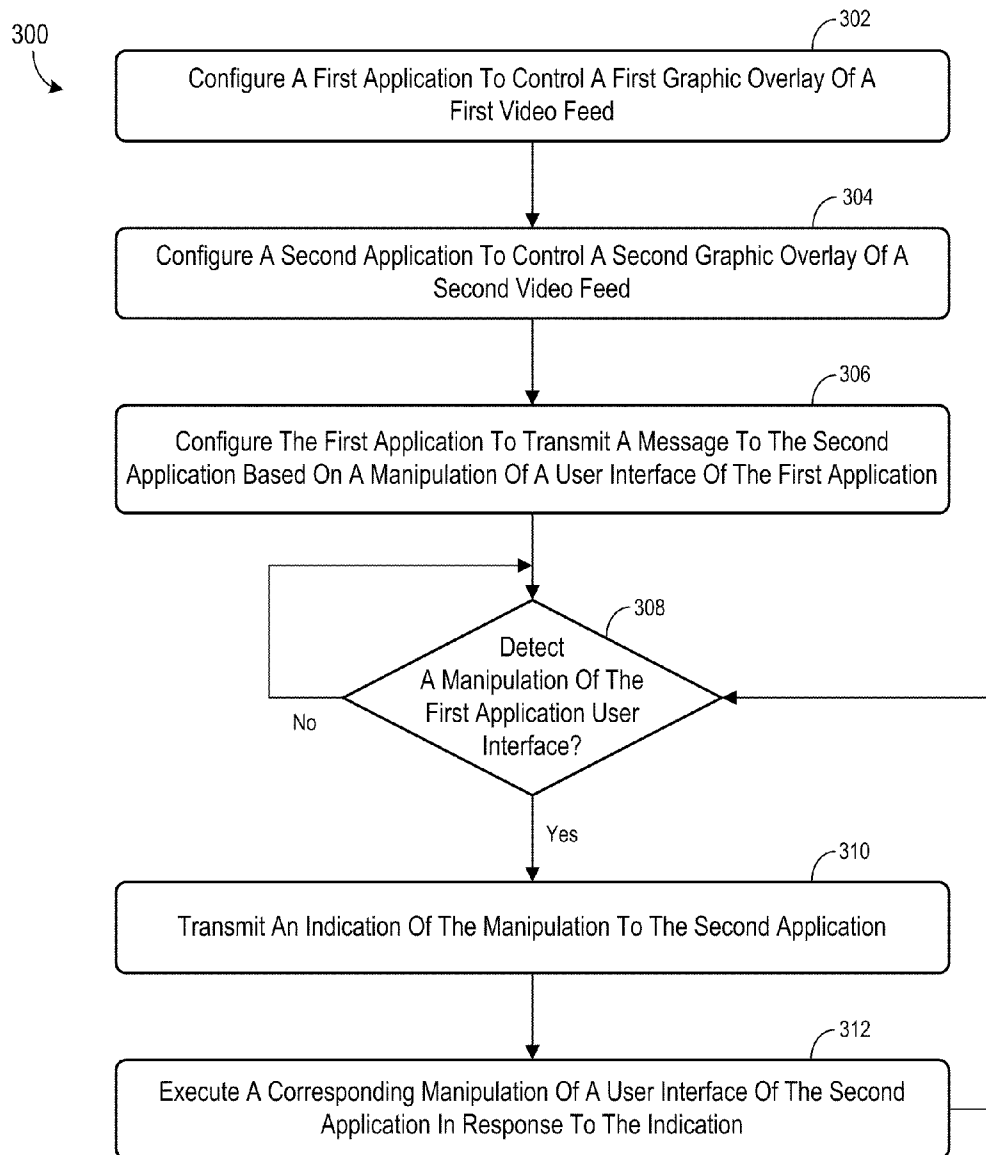 300
302
Configure A First Application To Control A First Graphic Overlay Of A
First Video Feed
304
Configure A Second Application To Control A Second Graphic Overlay Of A
Second Video Feed
306
Configure The First Application To Transmit A Message To The Second
Application Based On A Manipulation Of A User Interface Of The First Application
308
Detect
A Manipulation Of The
First Application User
Interface?
No
Yes
310
Transmit An Indication Of The Manipulation To The Second Application
312
Execute A Corresponding Manipulation Of A User Interface Of The Second
Application In Response To The Indication